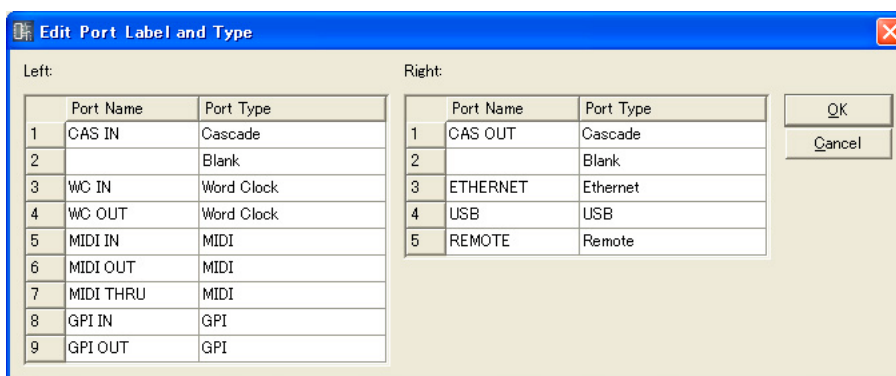 Edit Port Label and Type
Left:
Port Name Port Type
1 CAS IN Cascade
2 Blank
3 WC IN Word Clock
4 WC OUT Word Clock
5 MIDI IN MIDI
6 MIDI OUT MIDI
7 MIDI THRU MIDI
8 GPI IN GPI
9 GPI OUT GPI
Right:
Port Name Port Type
1 CAS OUT Cascade
2 Blank
3 ETHERNET Ethernet
4 USB USB
5 REMOTE Remote
OK
Cancel